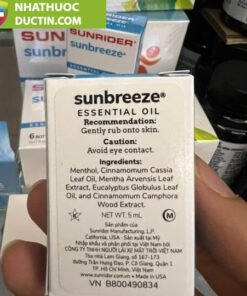 NHATHUOC
DUCTIN.COM
SUNRIDER®
sunbreeze®
ESSENTIAL OIL
sunbreeze®
ESSENTIAL OIL
Recommendation:
Gently rub onto skin.
Caution:
Avoid eye contact.
Ingredients:
Menthol, Cinnamomum Cassia
Leaf Oil, Mentha Arvensis Leaf
Extract, Eucalyptus Globulus Leaf
Oil, and Cinnamomum Camphora
Wood Extract.
NET WT. 5 mL
Sản phẩm của
Sunrider Manufacturing, L.P.
California, USA - Sản xuất tại Mỹ
Nhập khẩu và phân phối tại Việt Nam bởi
CÔNG TY TNHH NGƯỜI LÁI XE MẶT TRỜI VIỆT NAM
Tòa nhà Lam Giang, số 167-173
đường Trần Hưng Đạo, P. Cô Giang, Quận 1
TP. Hồ Chí Minh, Việt Nam
www.sunrider.com.vn • Made in USA
VN B800490834